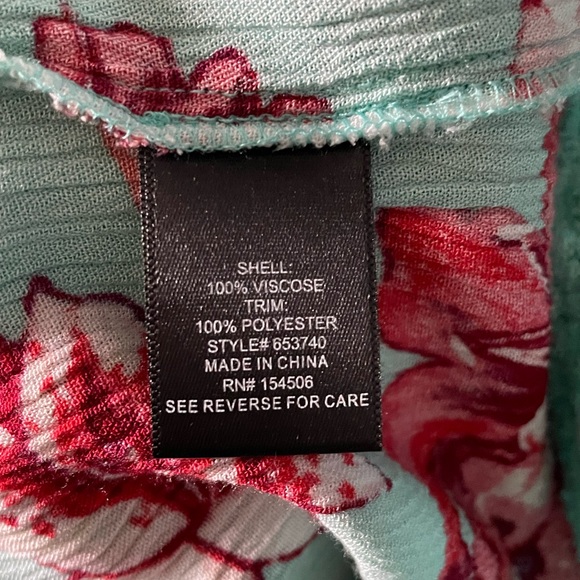 SHELL:
100% VISCOSE
TRIM:
100% POLYESTER
STYLE# 653740
MADE IN CHINA
RN# 154506
SEE REVERSE FOR CARE